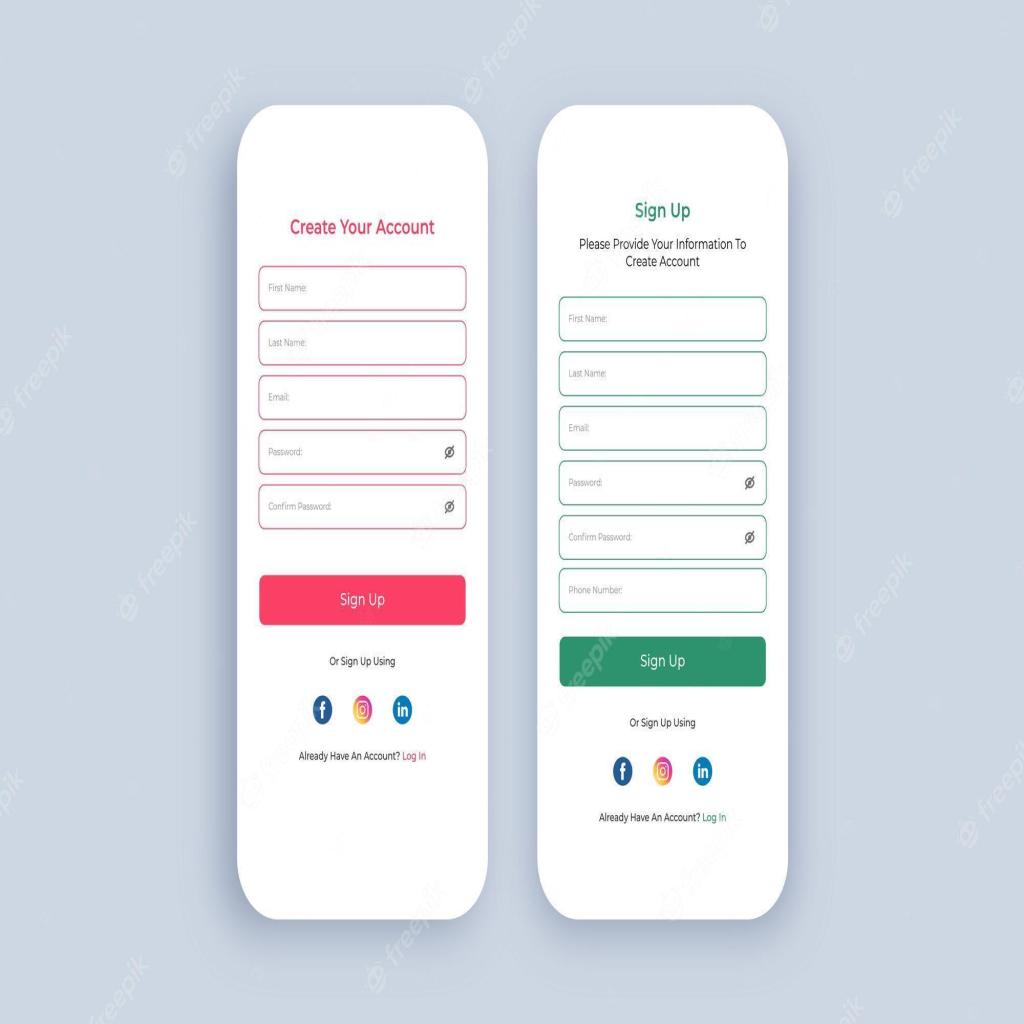 Create Your Account
First Name:
Last Name:
Email:
Password:
Confirm Password:
Sign Up
Or Sign Up Using
f
in
Already Have An Account? Log In
Sign Up
Please Provide Your Information To
Create Account
First Name:
Last Name:
Email:
Password:
Confirm Password:
Phone Number:
Sign Up
Or Sign Up Using
f
in
Already Have An Account? Log In
freepik
freepik
freepik
freepik
freepik
freepik
freepik
freepik
freepik